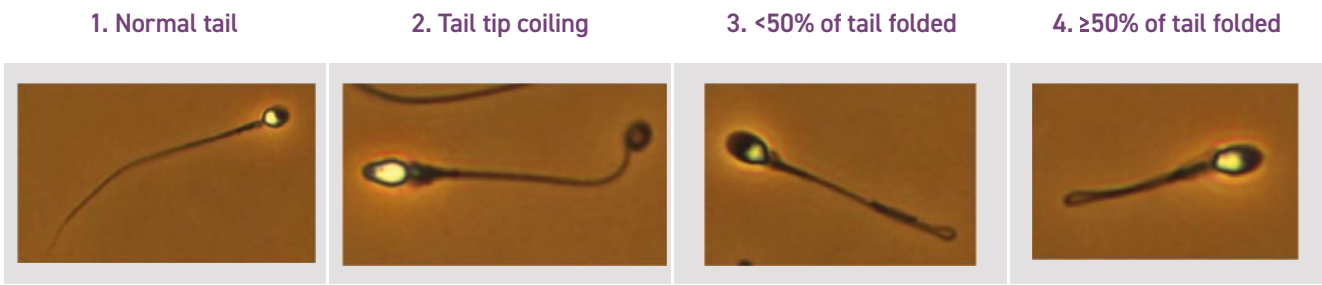 1. Normal tail
2. Tail tip coiling
3. <50% of tail folded
4. ≥50% of tail folded